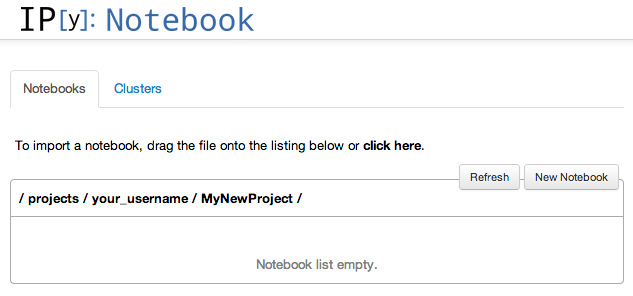 IP[y]: Notebook
Notebooks Clusters
To import a notebook, drag the file onto the listing below or click here.
Refresh New Notebook
/ projects / your_username / MyNewProject /
Notebook list empty.